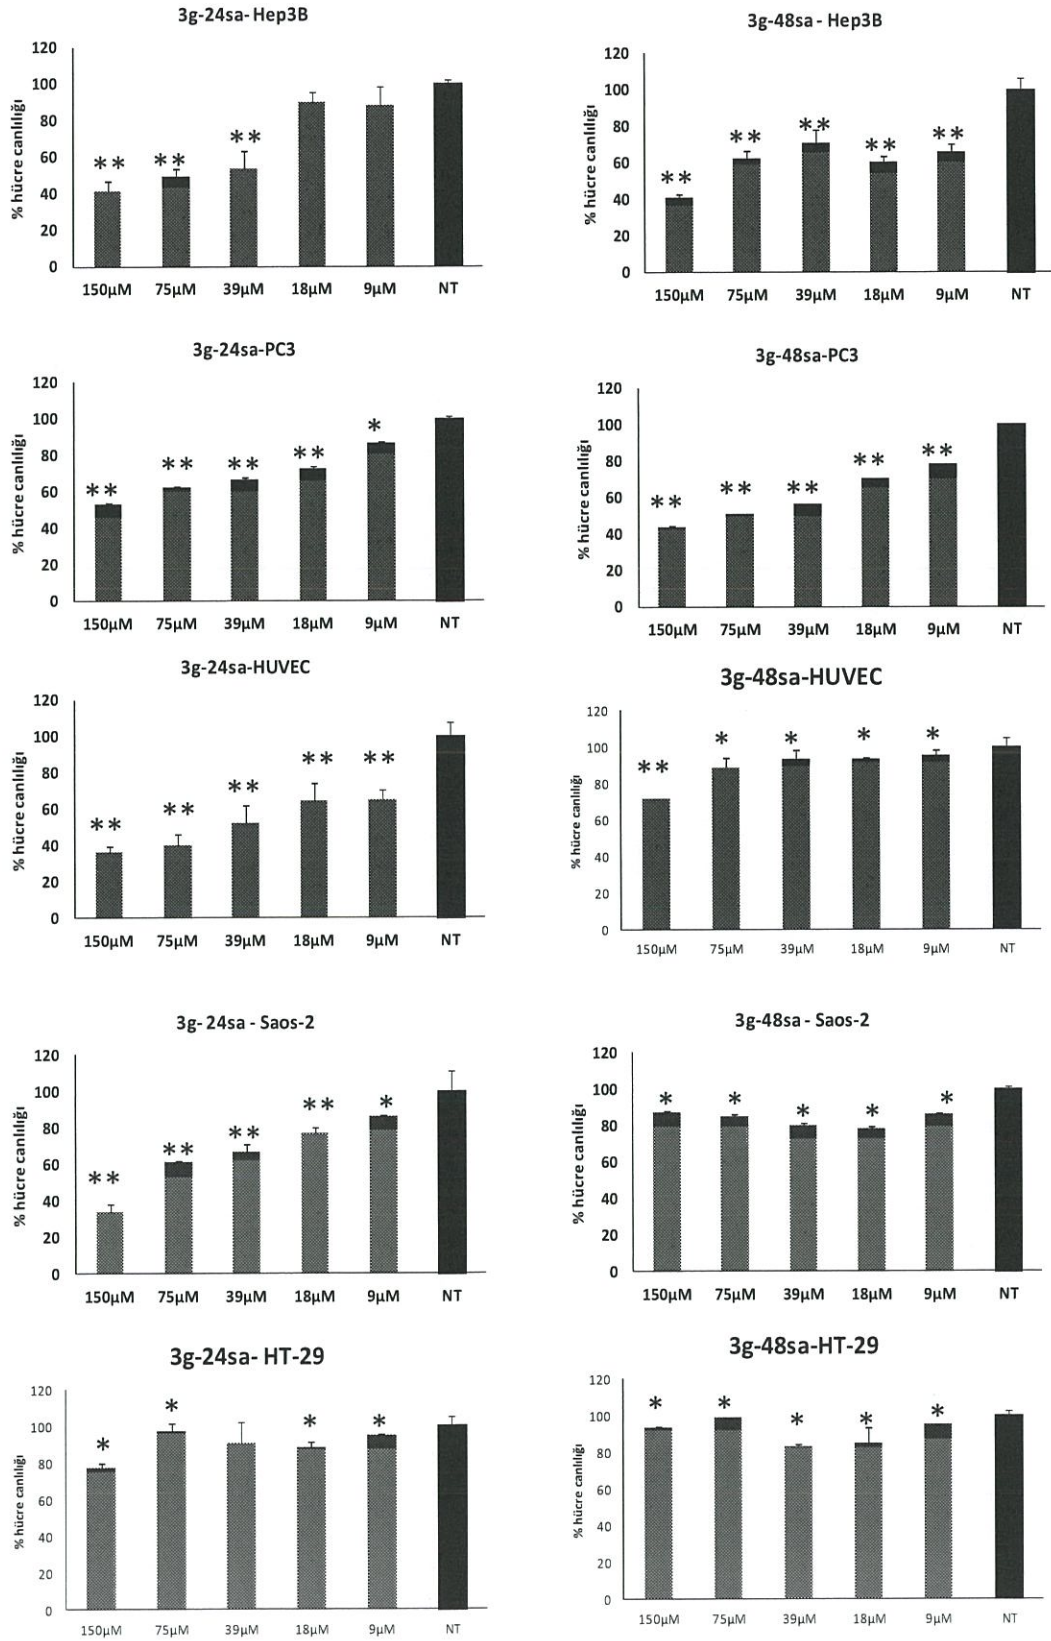 3g-24sa-Hep3B
% hücre canlılığı
120
100
80
60
40
20
0
** ** **
150µM 75µM 39µM 18µM 9µM NT
3g-48sa - Hep3B
% hücre canlılığı
120
100
80
60
40
20
0
** ** ** ** **
150µM 75µM 39µM 18µM 9µM NT
3g-24sa-PC3
% hücre canlılığı
120
100
80
60
40
20
0
** ** ** ** *
150µM 75µM 39µM 18µM 9µM NT
3g-48sa-PC3
% hücre canlılığı
120
100
80
60
40
20
0
** ** ** ** **
150µM 75µM 39µM 18µM 9µM NT
3g-24sa-HUVEC
% hücre canlılığı
120
100
80
60
40
20
0
** ** ** ** **
150µM 75µM 39µM 18µM 9µM NT
3g-48sa-HUVEC
% hücre canlılığı
120
100
80
60
40
20
0
** * * * *
150µM 75µM 39µM 18µM 9µM NT
3g- 24sa - Saos-2
% hücre canlılığı
120
100
80
60
40
20
0
** ** ** ** *
150µM 75µM 39µM 18µM 9µM NT
3g-48sa - Saos-2
% hücre canlılığı
120
100
80
60
40
20
0
* * * * *
150µM 75µM 39µM 18µM 9µM NT
3g-24sa- HT-29
% hücre canlılığı
120
100
80
60
40
20
0
* * * *
150µM 75µM 39µM 18µM 9µM NT
3g-48sa-HT-29
% hücre canlılığı
120
100
80
60
40
20
0
* * * * *
150µM 75µM 39µM 18µM 9µM NT